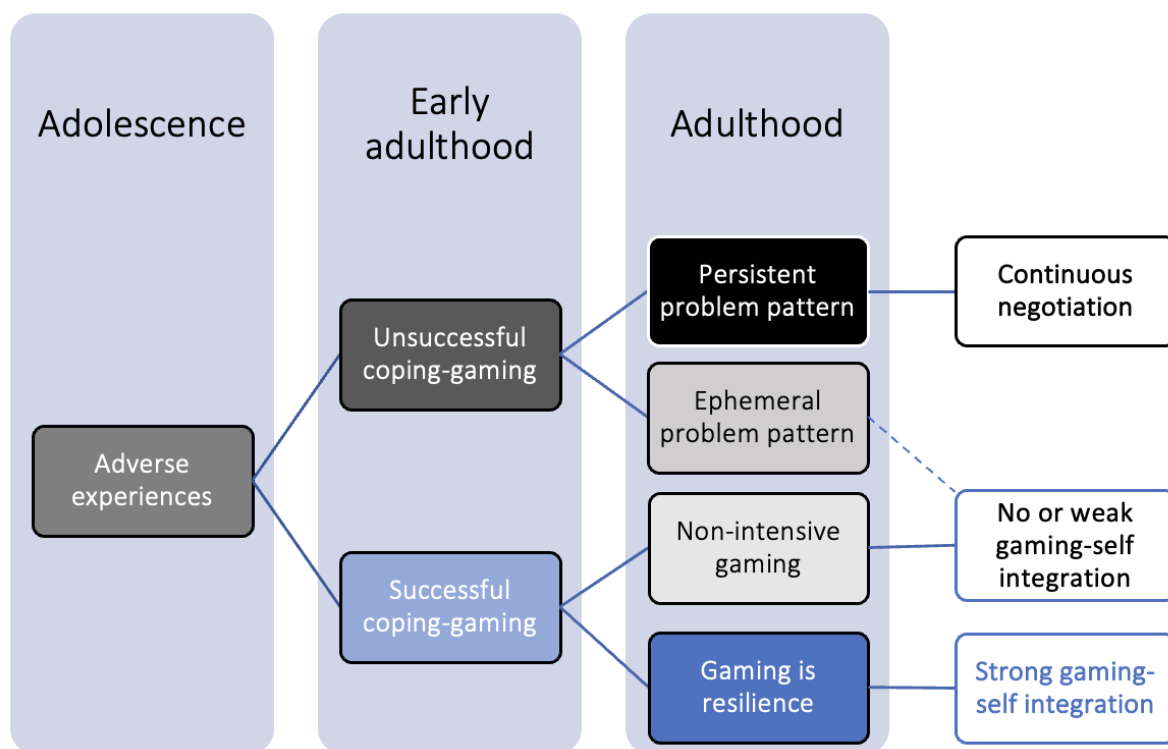 Adolescence
Early
adulthood
Adulthood
Adverse
experiences
Unsuccessful
coping-gaming
Successful
coping-gaming
Persistent
problem pattern
Ephemeral
problem pattern
Non-intensive
gaming
Gaming is
resilience
Continuous
negotiation
No or weak
gaming-self
integration
Strong gaming-
self integration